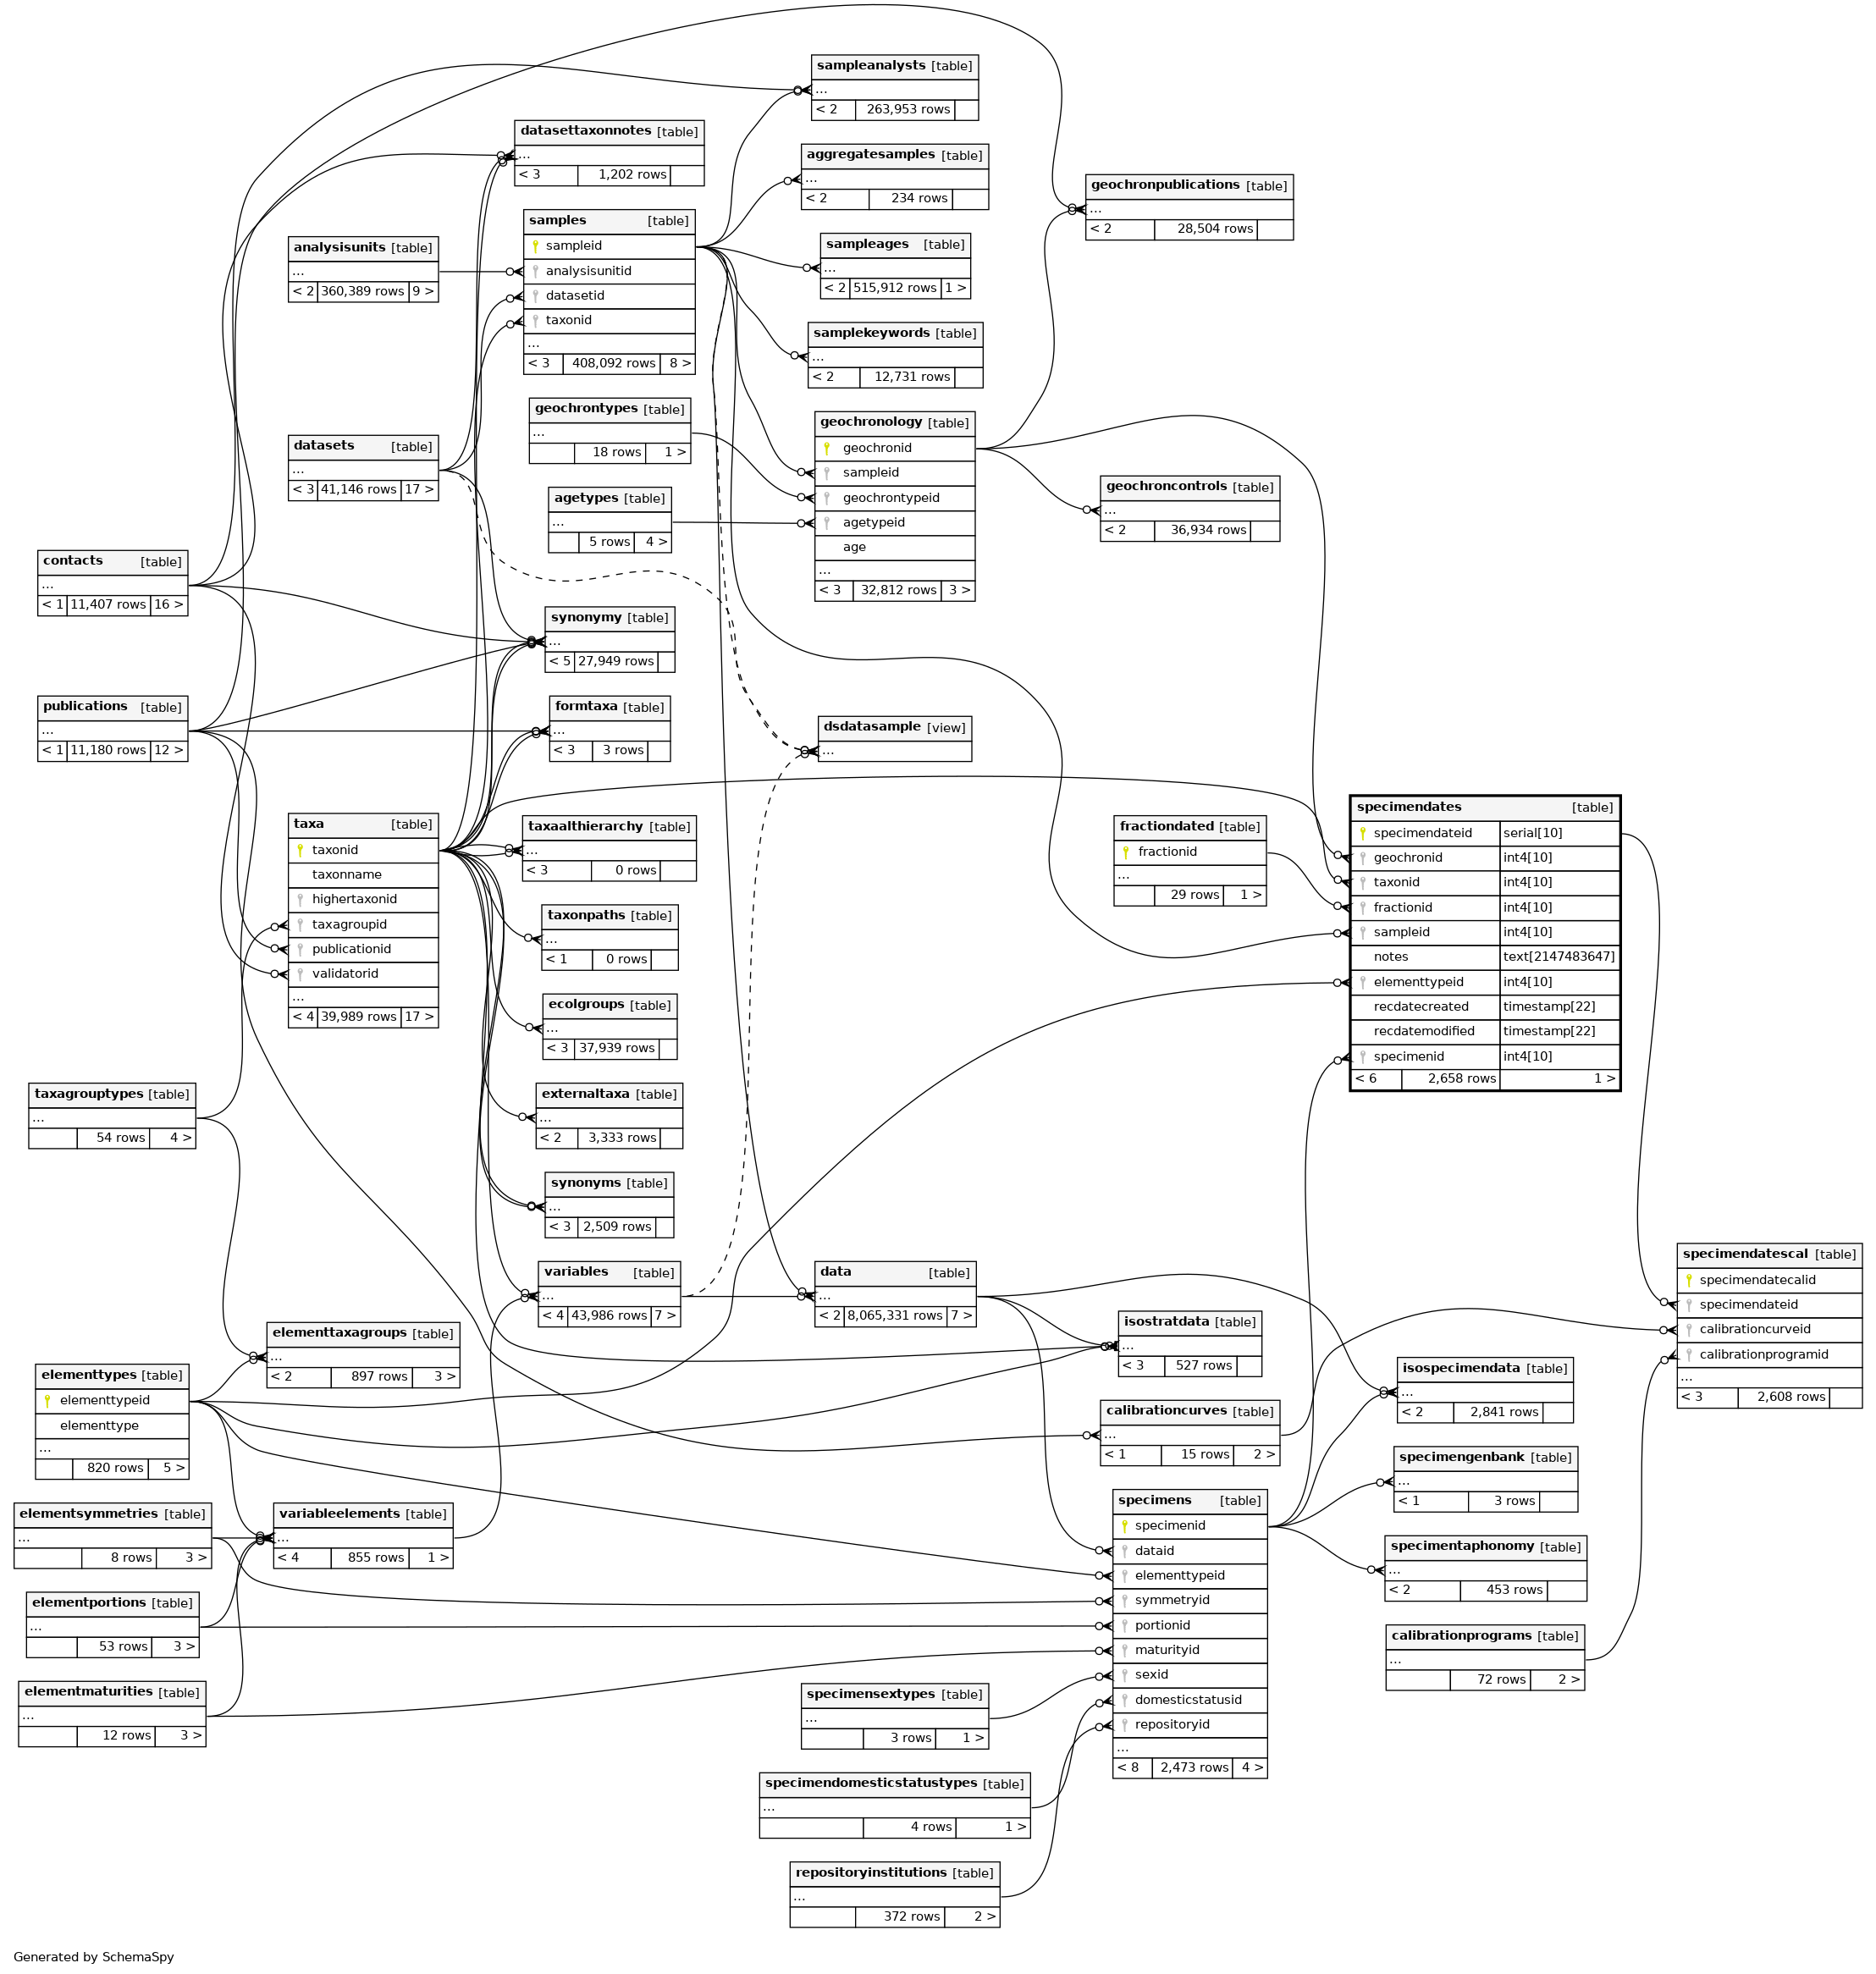 sampleanalysts [table]
...
< 2 263,953 rows
datasettaxonnotes [table]
...
< 3 1,202 rows
aggregatesamples [table]
...
< 2 234 rows
geochronpublications [table]
...
< 2 28,504 rows
samples [table]
sampleid
analysisunitid
datasetid
taxonid
...
< 3 408,092 rows 8 >
analysisunits [table]
...
< 2 360,389 rows 9 >
sampleages [table]
...
< 2 515,912 rows 1 >
samplekeywords [table]
...
< 2 12,731 rows
geochrontypes [table]
...
18 rows 1 >
geochronology [table]
geochronid
sampleid
geochrontypeid
agetypeid
age
...
< 3 32,812 rows 3 >
datasets [table]
...
< 3 41,146 rows 17 >
agetypes [table]
...
5 rows 4 >
geochroncontrols [table]
...
< 2 36,934 rows
contacts [table]
...
< 1 11,407 rows 16 >
synonymy [table]
...
< 5 27,949 rows
publications [table]
...
< 1 11,180 rows 12 >
formtaxa [table]
...
< 3 3 rows
dsdatasample [view]
...
taxa [table]
taxonid
taxonname
highertaxonid
taxagroupid
publicationid
validatorid
...
< 4 39,989 rows 17 >
taxaalthierarchy [table]
...
< 3 0 rows
fractiondated [table]
fractionid
...
29 rows 1 >
specimendates [table]
specimendateid serial[10]
geochronid int4[10]
taxonid int4[10]
fractionid int4[10]
sampleid int4[10]
notes text[2147483647]
elementtypeid int4[10]
recdatecreated timestamp[22]
recdatemodified timestamp[22]
specimenid int4[10]
< 6 2,658 rows 1 >
taxonpaths [table]
...
< 1 0 rows
ecolgroups [table]
...
< 3 37,939 rows
taxagrouptypes [table]
...
54 rows 4 >
externaltaxa [table]
...
< 2 3,333 rows
synonyms [table]
...
< 3 2,509 rows
variables [table]
...
< 4 43,986 rows 7 >
data [table]
...
< 2 8,065,331 rows 7 >
specimendatescal [table]
specimendatecalid
specimendateid
calibrationcurveid
calibrationprogramid
...
< 3 2,608 rows
isostratdata [table]
...
< 3 527 rows
elementtaxagroups [table]
...
< 2 897 rows 3 >
elementtypes [table]
elementtypeid
elementtype
...
820 rows 5 >
isospecimendata [table]
...
< 2 2,841 rows
calibrationcurves [table]
...
< 1 15 rows 2 >
specimengenbank [table]
...
< 1 3 rows
specimens [table]
specimenid
dataid
elementtypeid
symmetryid
portionid
maturityid
sexid
domesticstatusid
repositoryid
...
< 8 2,473 rows 4 >
elementsymmetries [table]
...
8 rows 3 >
variableelements [table]
...
< 4 855 rows 1 >
specimentaphonomy [table]
...
< 2 453 rows
elementportions [table]
...
53 rows 3 >
calibrationprograms [table]
...
72 rows 2 >
elementmaturities [table]
...
12 rows 3 >
specimensextypes [table]
...
3 rows 1 >
specimendomesticstatustypes [table]
...
4 rows 1 >
repositoryinstitutions [table]
...
372 rows 2 >
Generated by SchemaSpy